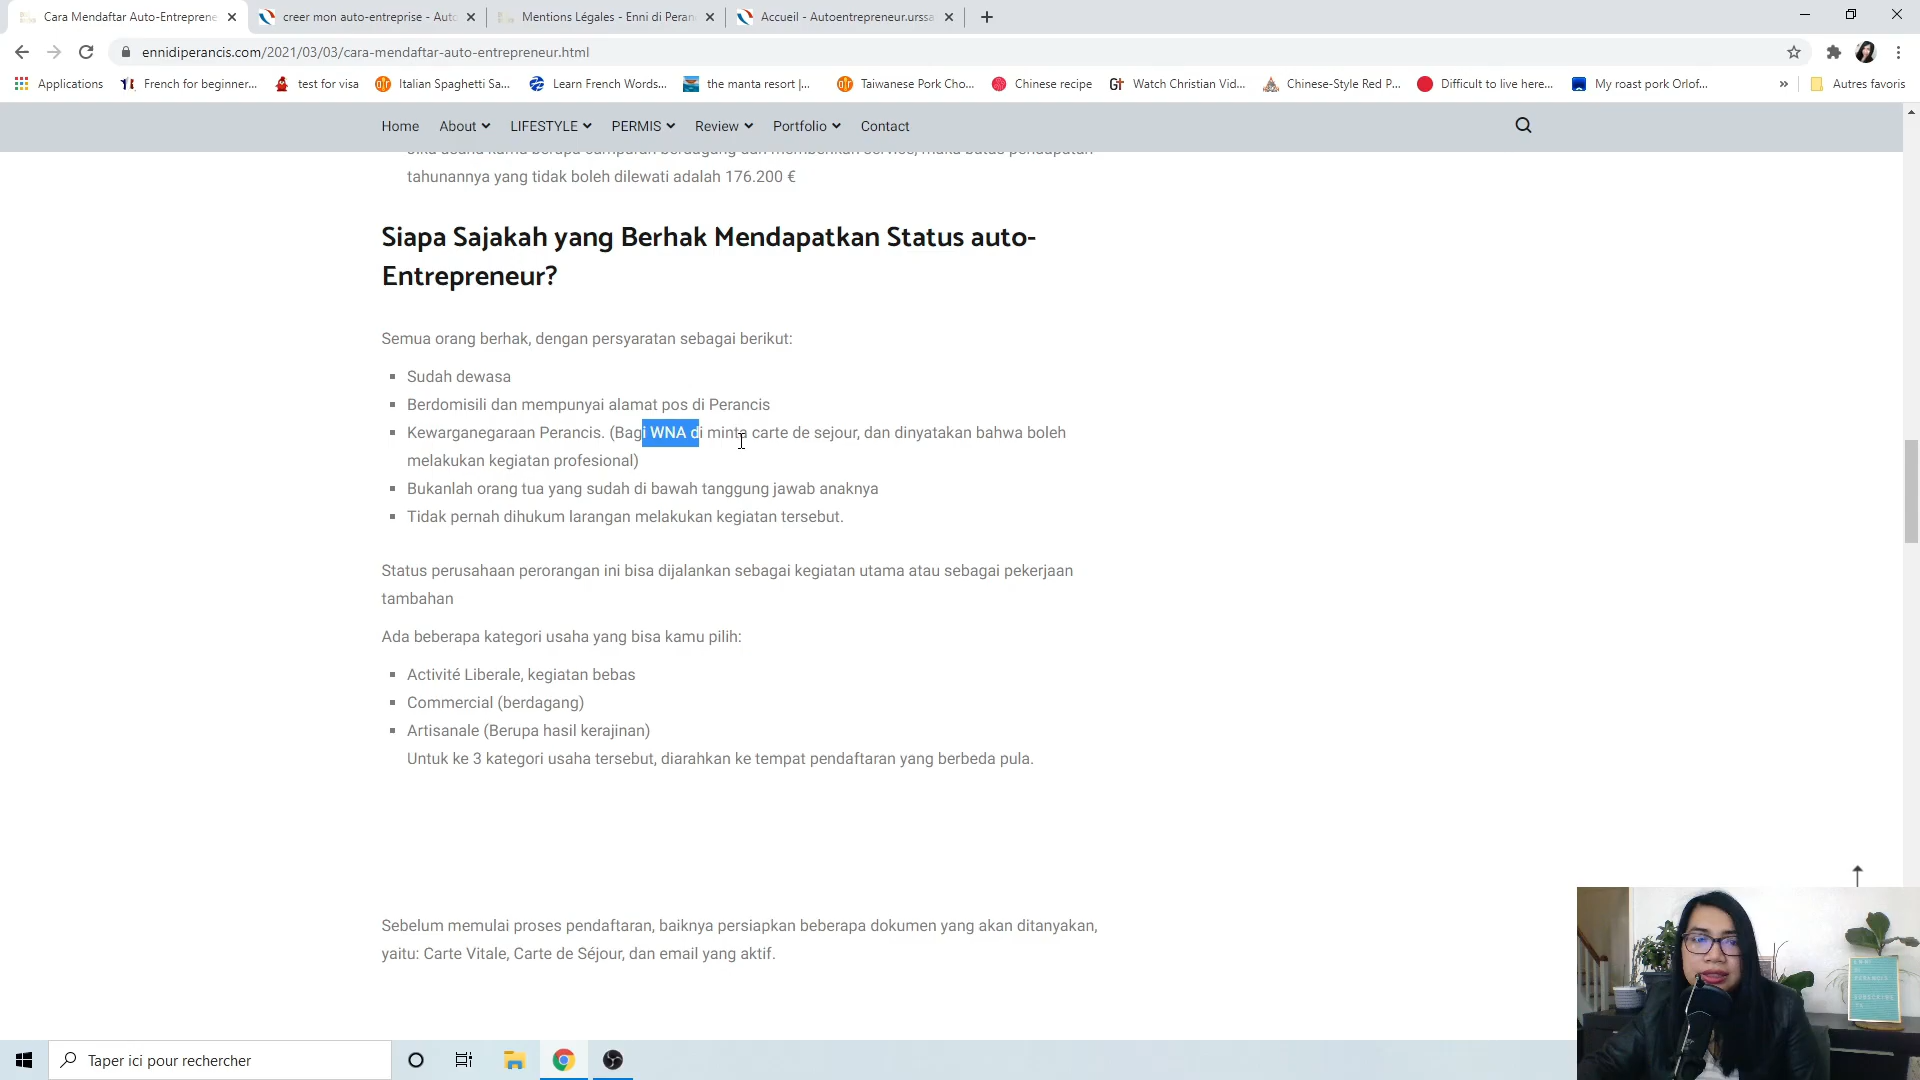 Cara Mendaftar Auto-Entreprene
creer mon auto-entreprise - Auto
Mentions Légales - Enni di Peran
Accueil - Autoentrepreneur.urssa
ennidiperancis.com/2021/03/03/cara-mendaftar-auto-entrepreneur.html
Applications
French for beginner...
test for visa
Italian Spaghetti Sa...
Learn French Words...
the manta resort |...
Taiwanese Pork Cho...
Chinese recipe
Watch Christian Vid...
Chinese-Style Red P...
Difficult to live here...
My roast pork Orlof...
»
Autres favoris
Home About LIFESTYLE PERMIS Review Portfolio Contact
tahunannya yang tidak boleh dilewati adalah 176.200 €
Siapa Sajakah yang Berhak Mendapatkan Status auto-
Entrepreneur?
Semua orang berhak, dengan persyaratan sebagai berikut:
Sudah dewasa
Berdomisili dan mempunyai alamat pos di Perancis
Kewarganegaraan Perancis. (Bagi WNA di minta carte de sejour, dan dinyatakan bahwa boleh
melakukan kegiatan profesional)
Bukanlah orang tua yang sudah di bawah tanggung jawab anaknya
Tidak pernah dihukum larangan melakukan kegiatan tersebut.
Status perusahaan perorangan ini bisa dijalankan sebagai kegiatan utama atau sebagai pekerjaan
tambahan
Ada beberapa kategori usaha yang bisa kamu pilih:
Activité Liberale, kegiatan bebas
Commercial (berdagang)
Artisanale (Berupa hasil kerajinan)
Untuk ke 3 kategori usaha tersebut, diarahkan ke tempat pendaftaran yang berbeda pula.
Sebelum memulai proses pendaftaran, baiknya persiapkan beberapa dokumen yang akan ditanyakan,
yaitu: Carte Vitale, Carte de Séjour, dan email yang aktif.
Taper ici pour rechercher